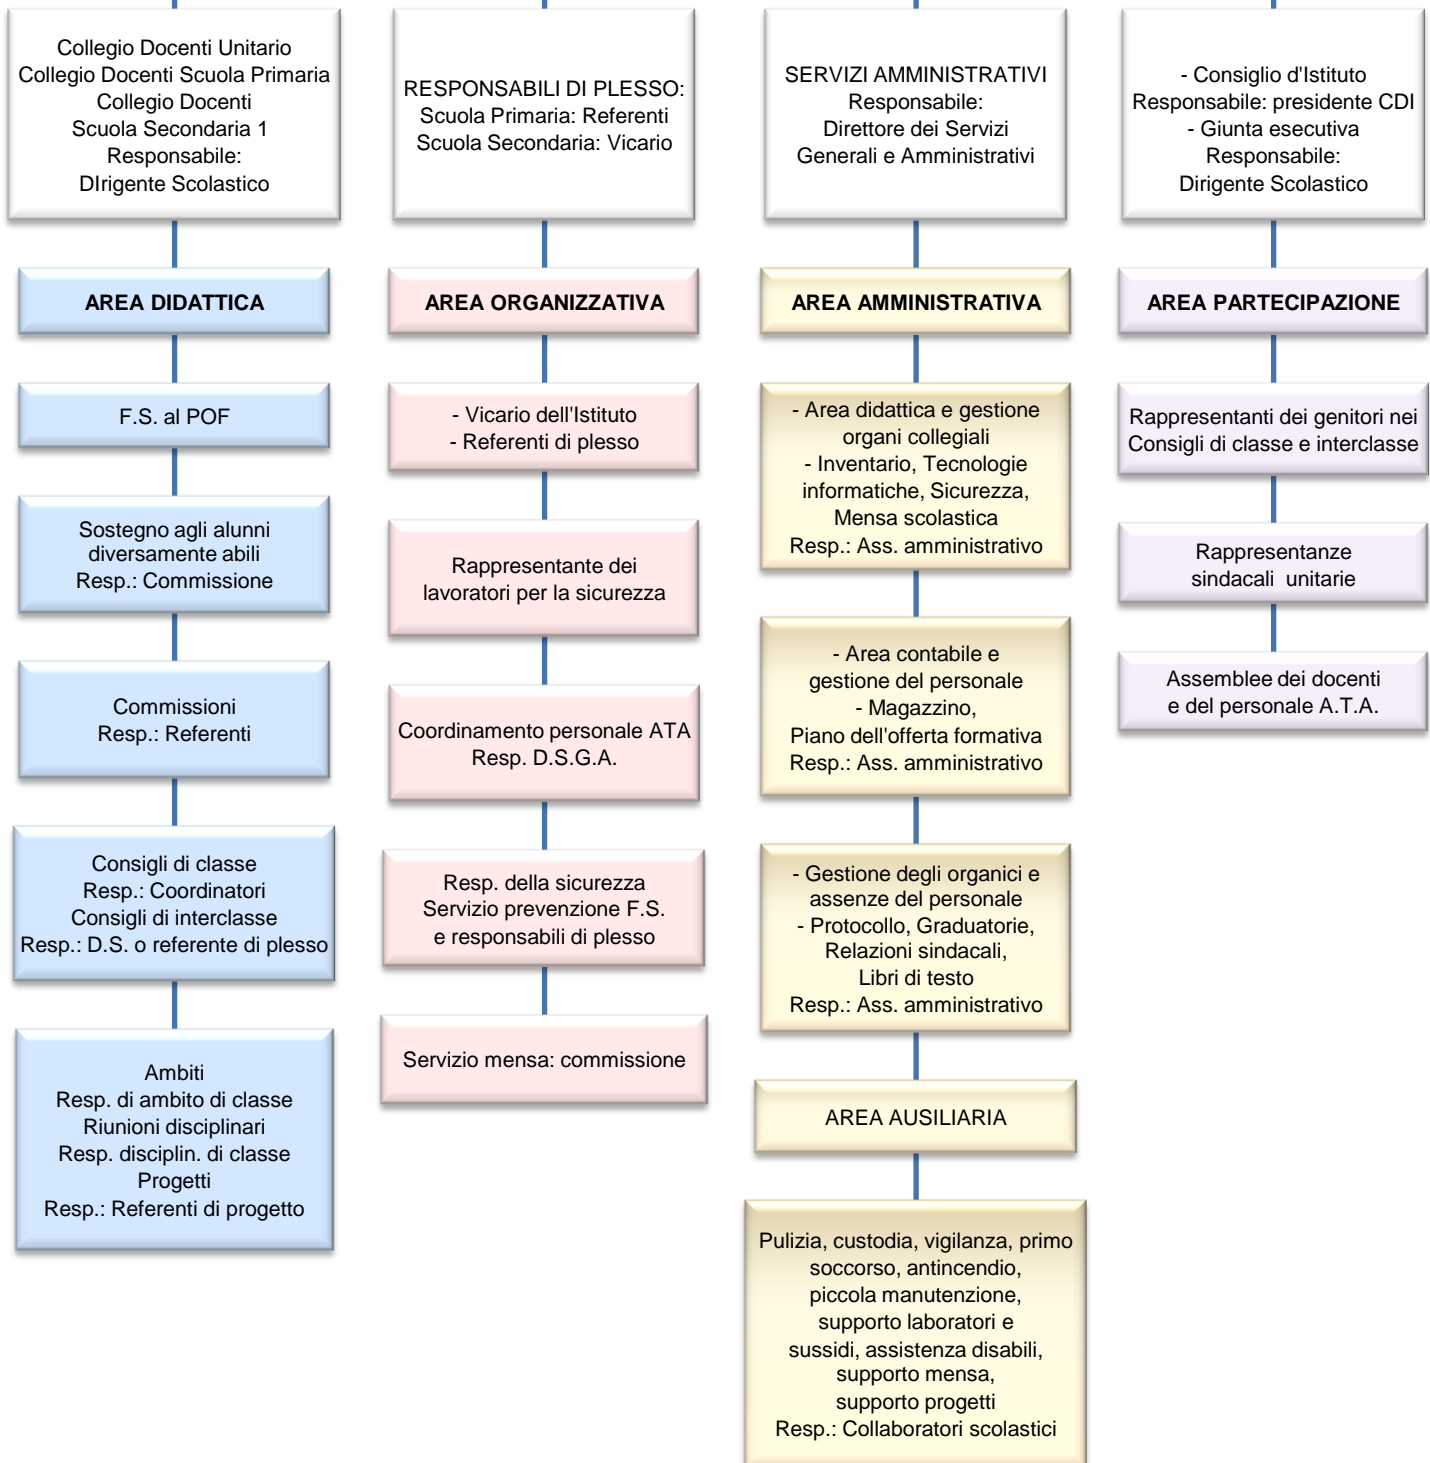 Collegio Docenti Unitario
Collegio Docenti Scuola Primaria
Collegio Docenti
Scuola Secondaria 1
Responsabile:
DIrigente Scolastico
AREA DIDATTICA
F.S. al POF
Sostegno agli alunni
diversamente abili
Resp.: Commissione
Commissioni
Resp.: Referenti
Consigli di classe
Resp.: Coordinatori
Consigli di interclasse
Resp.: D.S. o referente di plesso
Ambiti
Resp. di ambito di classe
Riunioni disciplinari
Resp. disciplin. di classe
Progetti
Resp.: Referenti di progetto
RESPONSABILI DI PLESSO:
Scuola Primaria: Referenti
Scuola Secondaria: Vicario
AREA ORGANIZZATIVA
- Vicario dell'Istituto
- Referenti di plesso
Rappresentante dei
lavoratori per la sicurezza
Coordinamento personale ATA
Resp. D.S.G.A.
Resp. della sicurezza
Servizio prevenzione F.S.
e responsabili di plesso
Servizio mensa: commissione
SERVIZI AMMINISTRATIVI
Responsabile:
Direttore dei Servizi
Generali e Amministrativi
AREA AMMINISTRATIVA
- Area didattica e gestione
organi collegiali
- Inventario, Tecnologie
informatiche, Sicurezza,
Mensa scolastica
Resp.: Ass. amministrativo
- Area contabile e
gestione del personale
- Magazzino,
Piano dell'offerta formativa
Resp.: Ass. amministrativo
- Gestione degli organici e
assenze del personale
- Protocollo, Graduatorie,
Relazioni sindacali,
Libri di testo
Resp.: Ass. amministrativo
AREA AUSILIARIA
Pulizia, custodia, vigilanza, primo
soccorso, antincendio,
piccola manutenzione,
supporto laboratori e
sussidi, assistenza disabili,
supporto mensa,
supporto progetti
Resp.: Collaboratori scolastici
- Consiglio d'Istituto
Responsabile: presidente CDI
- Giunta esecutiva
Responsabile:
Dirigente Scolastico
AREA PARTECIPAZIONE
Rappresentanti dei genitori nei
Consigli di classe e interclasse
Rappresentanze
sindacali unitarie
Assemblee dei docenti
e del personale A.T.A.